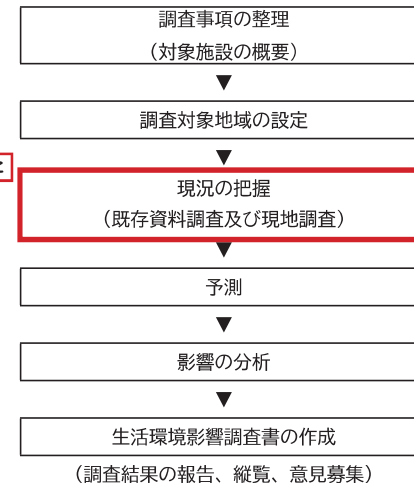 調査事項の整理
（対象施設の概要）
▼
調査対象地域の設定
▼
現況の把握
（既存資料調査及び現地調査）
▼
予測
▼
影響の分析
▼
生活環境影響調査書の作成
（調査結果の報告、縦覧、意見募集）